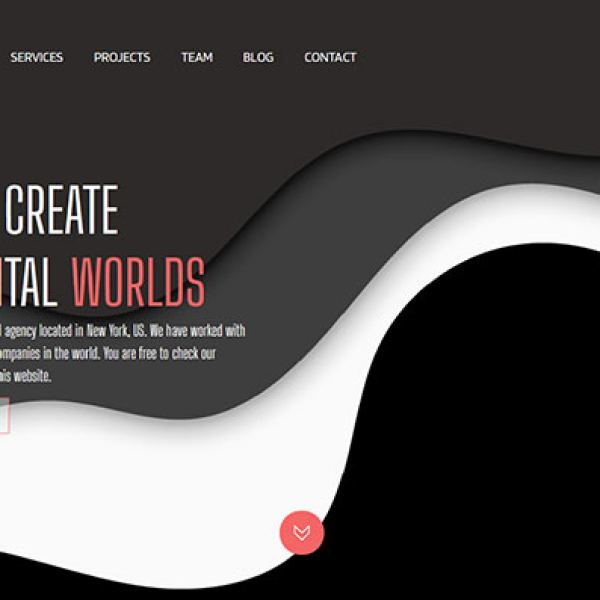 SERVICES PROJECTS TEAM BLOG CONTACT
CREATE
ITAL WORLDS
l agency located in New York, US. We have worked with
ompanies in the world. You are free to check our
his website.